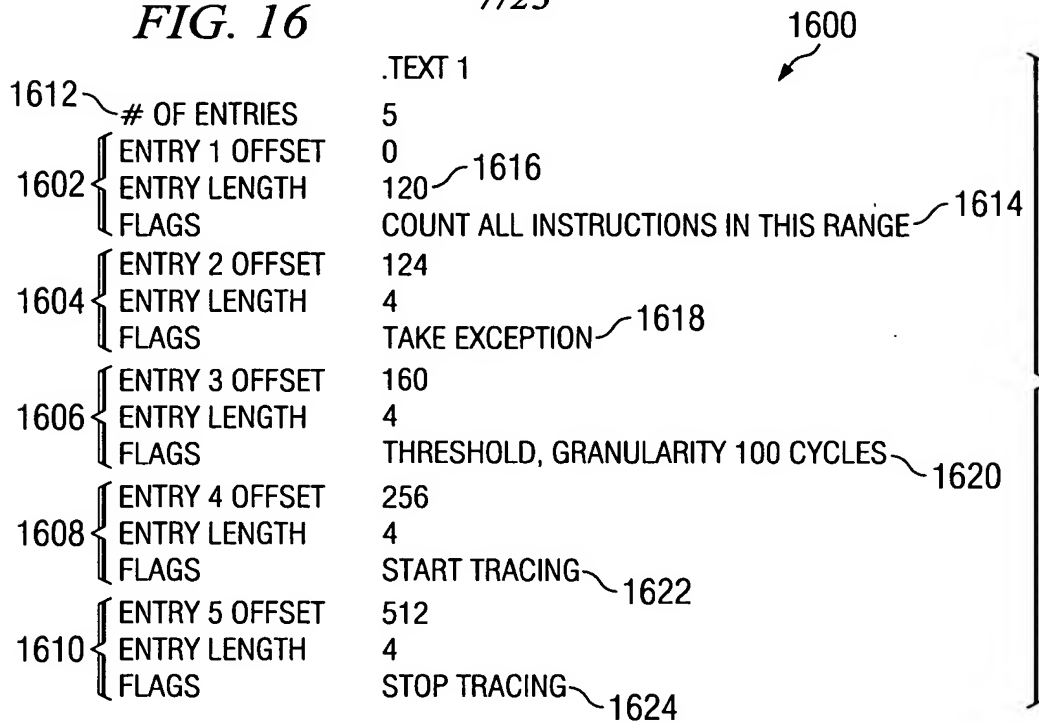 FIG. 16
1600
.TEXT 1
1612 # OF ENTRIES 5
ENTRY 1 OFFSET 0
1602 ENTRY LENGTH 120 1616
FLAGS COUNT ALL INSTRUCTIONS IN THIS RANGE 1614
ENTRY 2 OFFSET 124
1604 ENTRY LENGTH 4
FLAGS TAKE EXCEPTION 1618
ENTRY 3 OFFSET 160
1606 ENTRY LENGTH 4
FLAGS THRESHOLD, GRANULARITY 100 CYCLES 1620
ENTRY 4 OFFSET 256
1608 ENTRY LENGTH 4
FLAGS START TRACING 1622
ENTRY 5 OFFSET 512
1610 ENTRY LENGTH 4
FLAGS STOP TRACING 1624